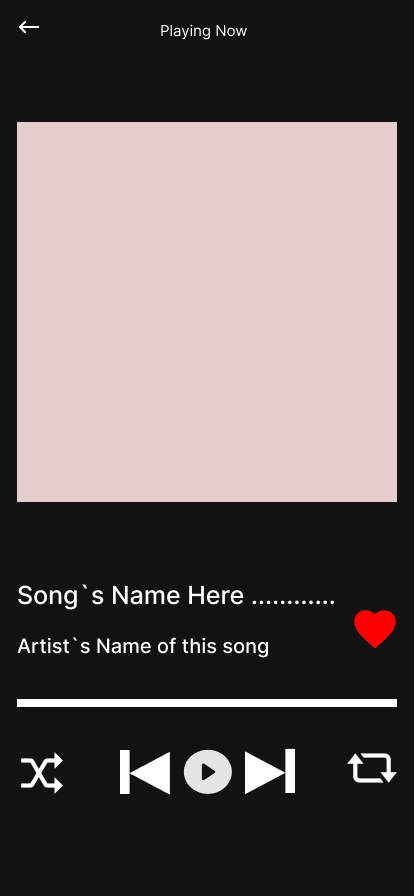 Playing Now
Song`s Name Here ............
Artist`s Name of this song